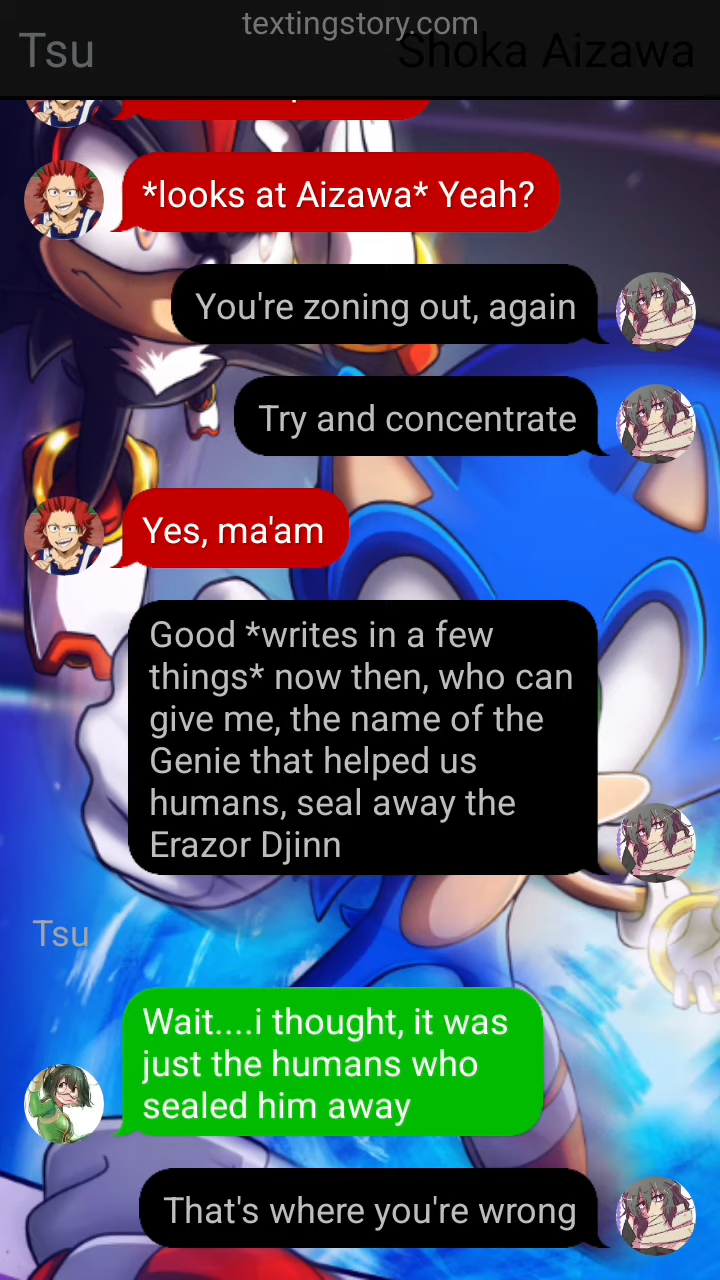 textingstory.com
Tsu
Shoka Aizawa
*looks at Aizawa* Yeah?
You're zoning out, again
Try and concentrate
Yes, ma'am
Good *writes in a few
things* now then, who can
give me, the name of the
Genie that helped us
humans, seal away the
Erazor Djinn
Tsu
Wait....i thought, it was
just the humans who
sealed him away
That's where you're wrong